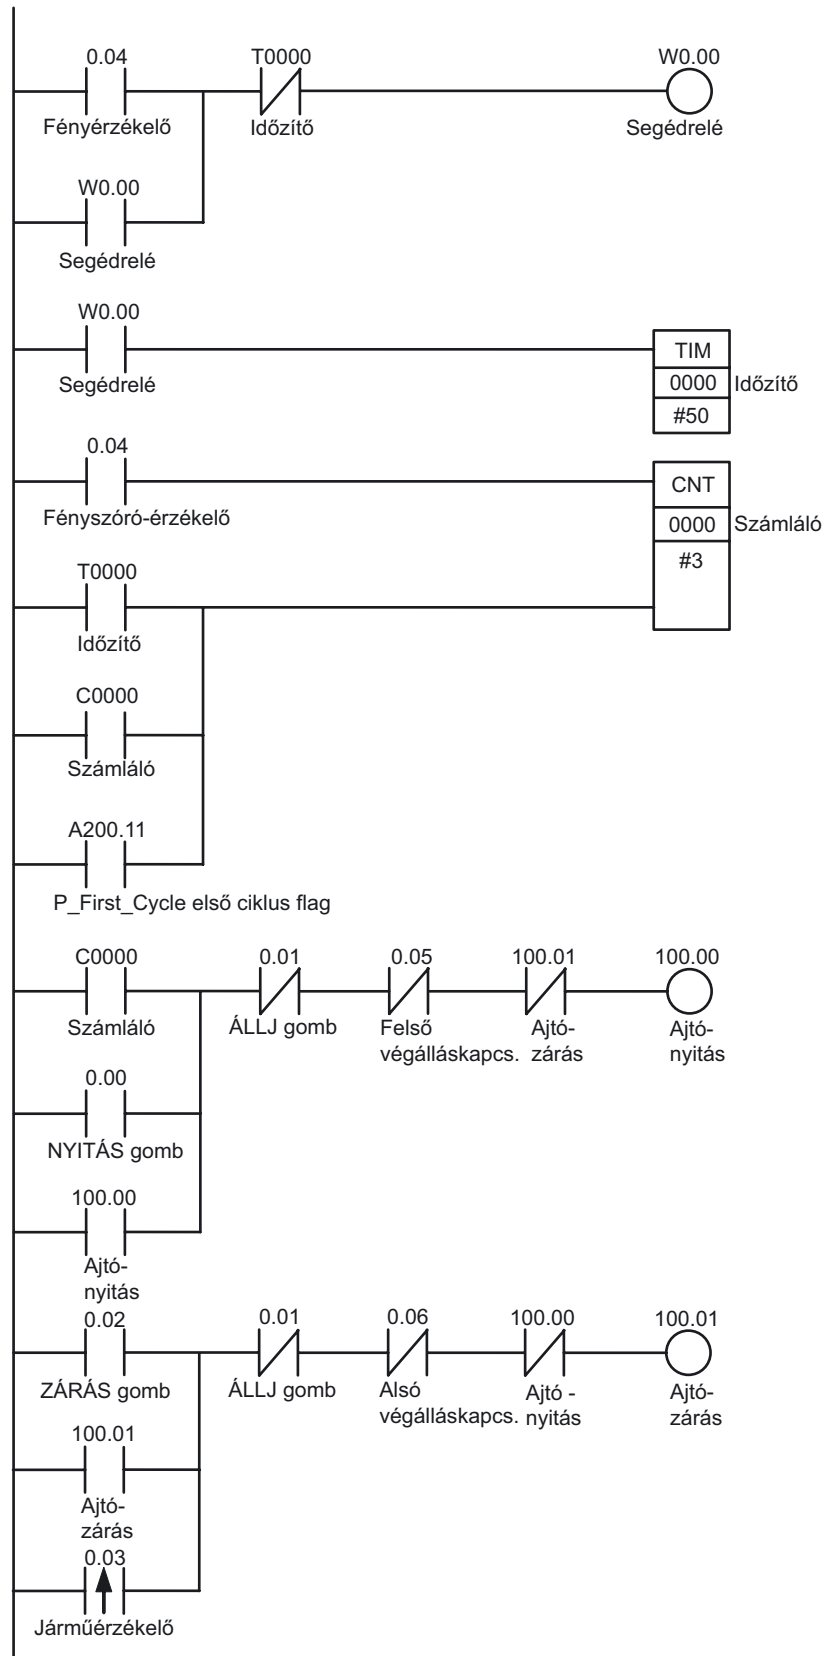 0.04 T0000 W0.00
Fényérzékelő Időzítő Segédrelé
W0.00
Segédrelé
W0.00
Segédrelé
TIM
0000 Időzítő
#50
0.04
Fényszóró-érzékelő
CNT
0000 Számláló
#3
T0000
Időzítő
C0000
Számláló
A200.11
P_First_Cycle első ciklus flag
C0000 0.01 0.05 100.01 100.00
Számláló ÁLLJ gomb Felső Ajtó- Ajtó-
végálláskapcs. zárás nyitás
0.00
NYITÁS gomb
100.00
Ajtó-
nyitás
0.02 0.01 0.06 100.00 100.01
ZÁRÁS gomb ÁLLJ gomb Alsó Ajtó - Ajtó-
végálláskapcs. nyitás zárás
100.01
Ajtó-
zárás
0.03
Járműérzékelő